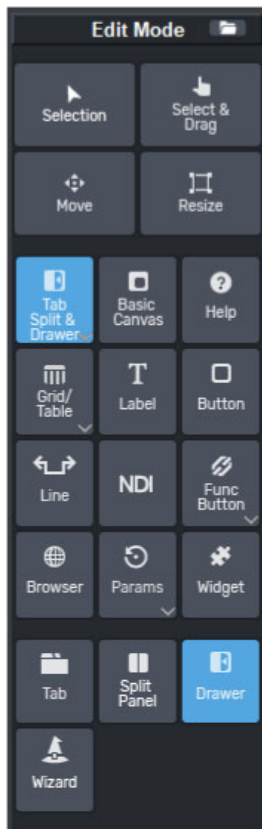 Edit Mode
Selection
Select &
Drag
Move
Resize
Tab
Split &
Drawer
Basic
Canvas
Help
Grid/
Table
Label
Button
Line
NDI
Func
Button
Browser
Params
Widget
Tab
Split
Panel
Drawer
Wizard